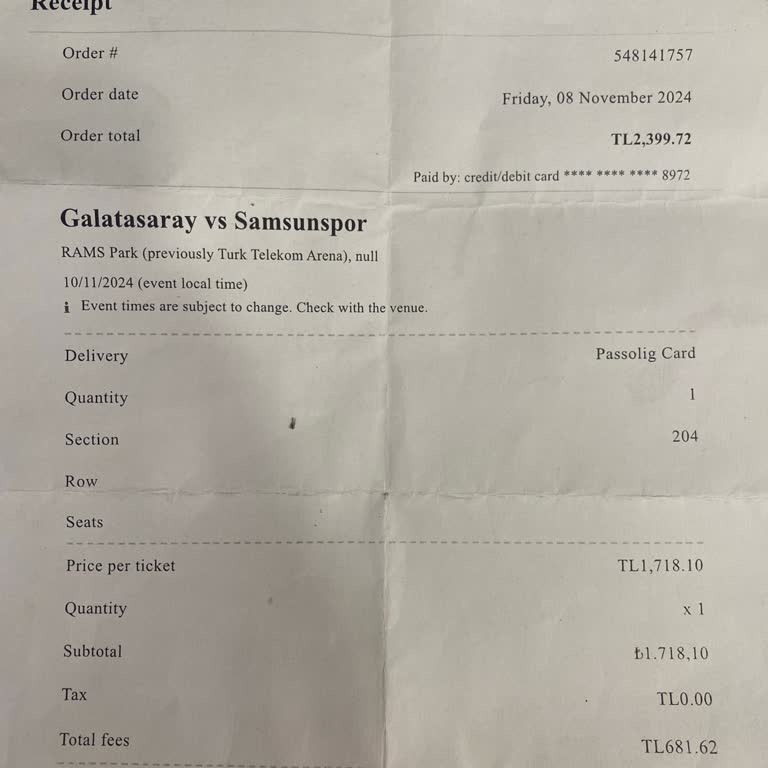 Receipt
Order # 548141757
Order date Friday, 08 November 2024
Order total TL2,399.72
Paid by: credit/debit card **** **** **** 8972
Galatasaray vs Samsunspor
RAMS Park (previously Turk Telekom Arena), null
10/11/2024 (event local time)
i Event times are subject to change. Check with the venue.
Delivery Passolig Card
Quantity 1
Section 204
Row
Seats
Price per ticket TL1,718.10
Quantity x 1
Subtotal ₺1.718,10
Tax TL0.00
Total fees TL681.62